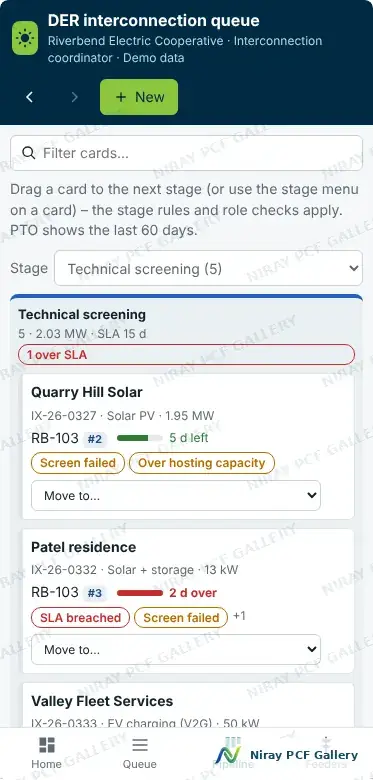 DER interconnection queue
Riverbend Electric Cooperative · Interconnection
coordinator · Demo data
+ New
Filter cards...
Drag a card to the next stage (or use the stage menu
on a card) – the stage rules and role checks apply.
PTO shows the last 60 days.
Stage Technical screening (5)
Technical screening
5 · 2.03 MW · SLA 15 d
1 over SLA
Quarry Hill Solar
IX-26-0327 · Solar PV · 1.95 MW
RB-103 #2 5 d left
Screen failed Over hosting capacity
Move to...
Patel residence
IX-26-0332 · Solar + storage · 13 kW
RB-103 #3 2 d over
SLA breached Screen failed +1
Move to...
Valley Fleet Services
IX-26-0333 · EV charging (V2G) · 50 kW
Home Queue Pipeline Feeders
Niray PCF Gallery
NIRAY PCF GALLERY